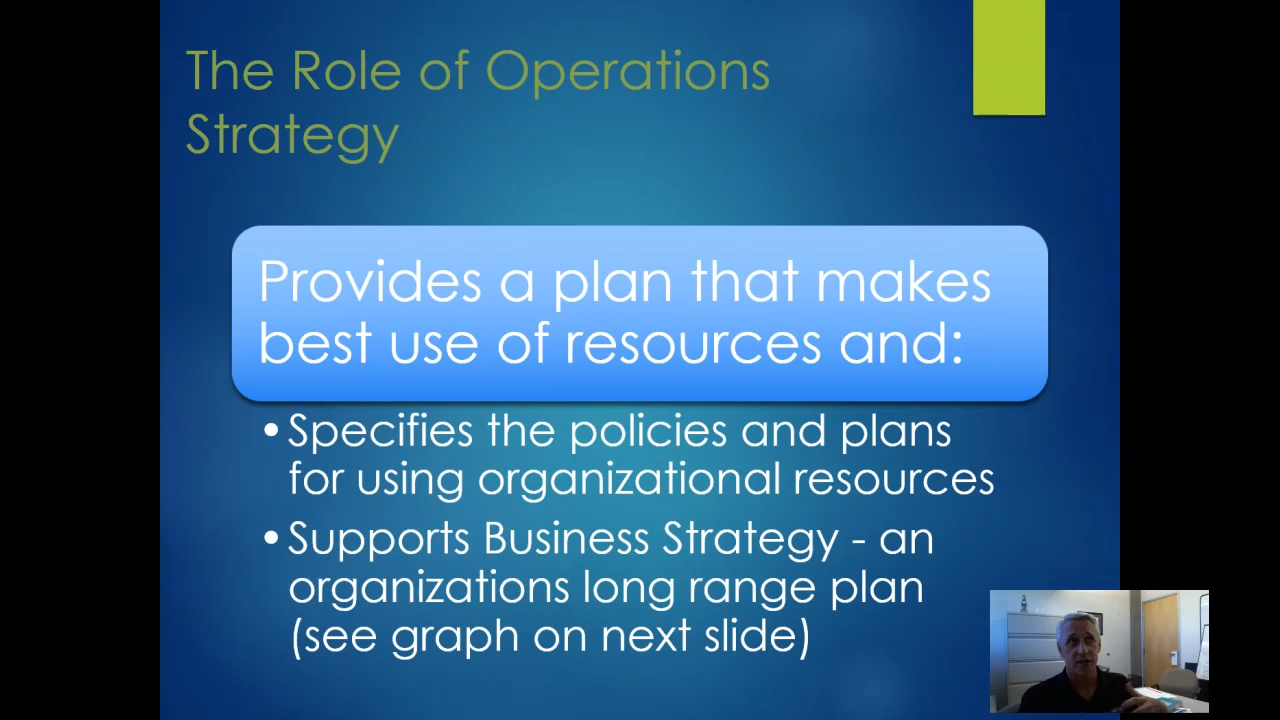 The Role of Operations
Strategy
Provides a plan that makes
best use of resources and:
•Specifies the policies and plans
for using organizational resources
•Supports Business Strategy - an
organizations long range plan
(see graph on next slide)